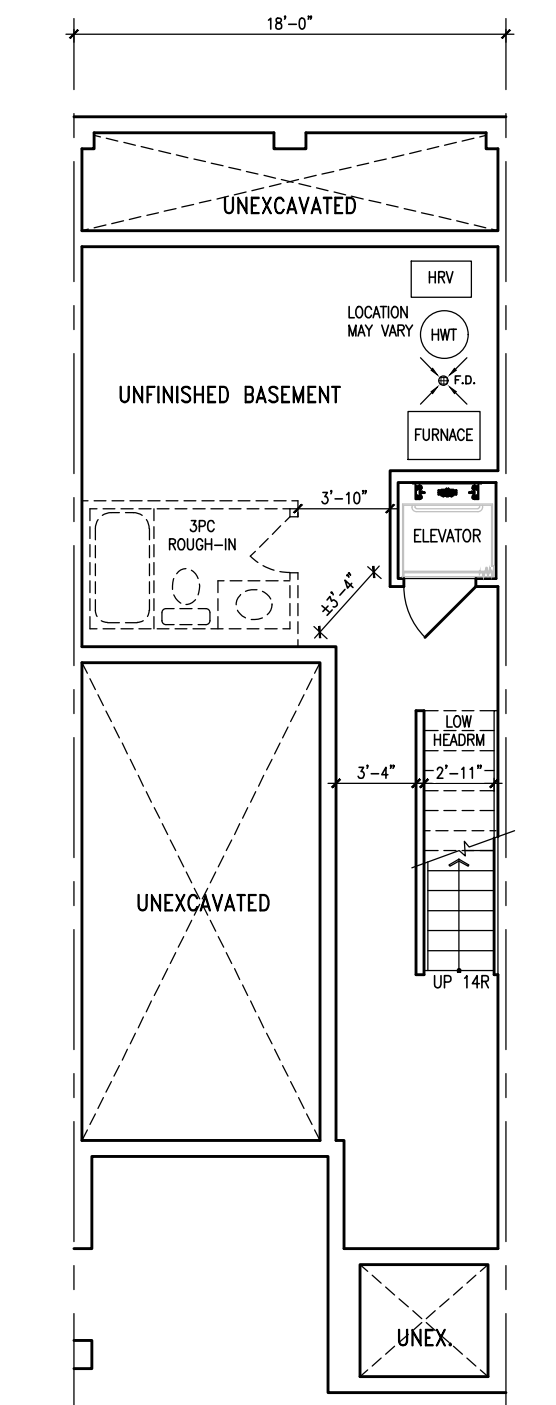 18'-0"
UNEXCAVATED
HRV
LOCATION
MAY VARY
HWT
F.D.
UNFINISHED BASEMENT
FURNACE
3'-10"
3PC
ROUGH-IN
ELEVATOR
±3'-4"
LOW
HEADRM
3'-4"
2'-11"
UNEXCAVATED
UP 14R
UNEX.